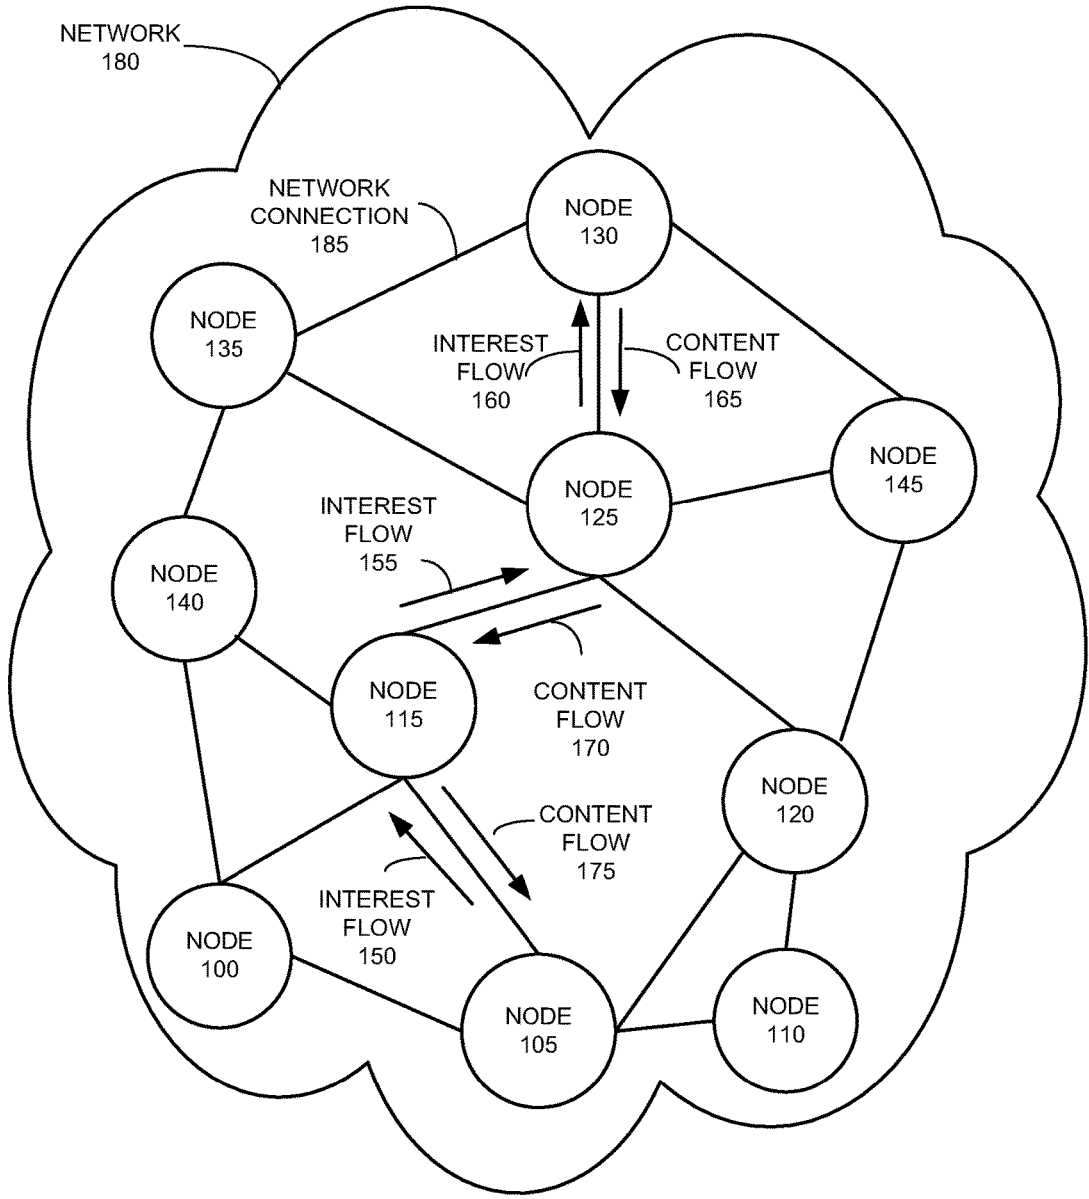 NETWORK
180
NETWORK
CONNECTION
185
NODE
130
NODE
135
INTEREST
FLOW
160
CONTENT
FLOW
165
NODE
145
NODE
125
INTEREST
FLOW
155
NODE
140
NODE
115
CONTENT
FLOW
170
NODE
120
CONTENT
FLOW
175
INTEREST
FLOW
150
NODE
100
NODE
105
NODE
110